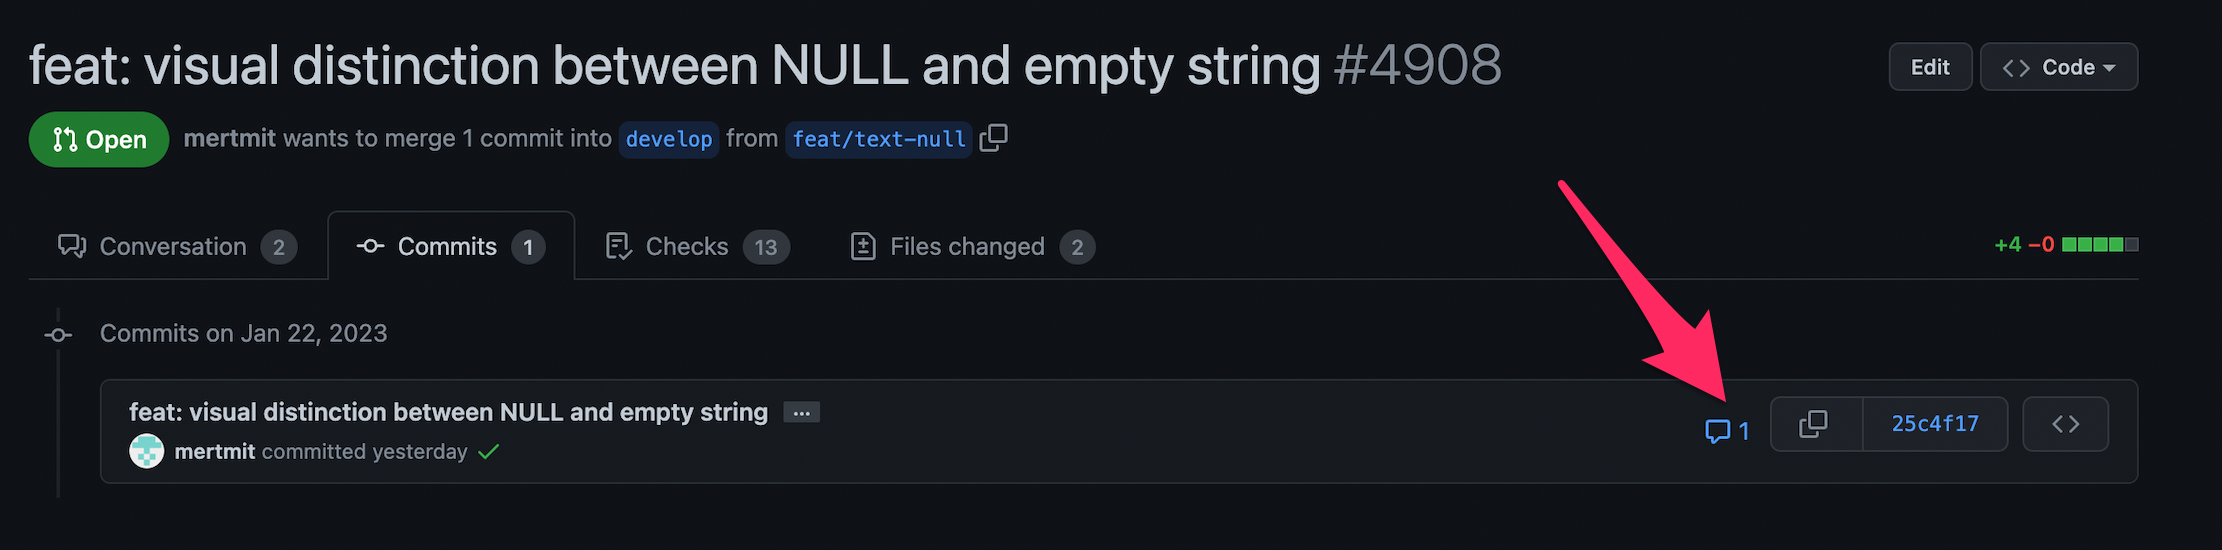 feat: visual distinction between NULL and empty string #4908
Edit
<> Code
Open
mertmit wants to merge 1 commit into develop from feat/text-null
Conversation 2
Commits 1
Checks 13
Files changed 2
+4 −0
Commits on Jan 22, 2023
feat: visual distinction between NULL and empty string ...
mertmit committed yesterday
1
25c4f17
<>